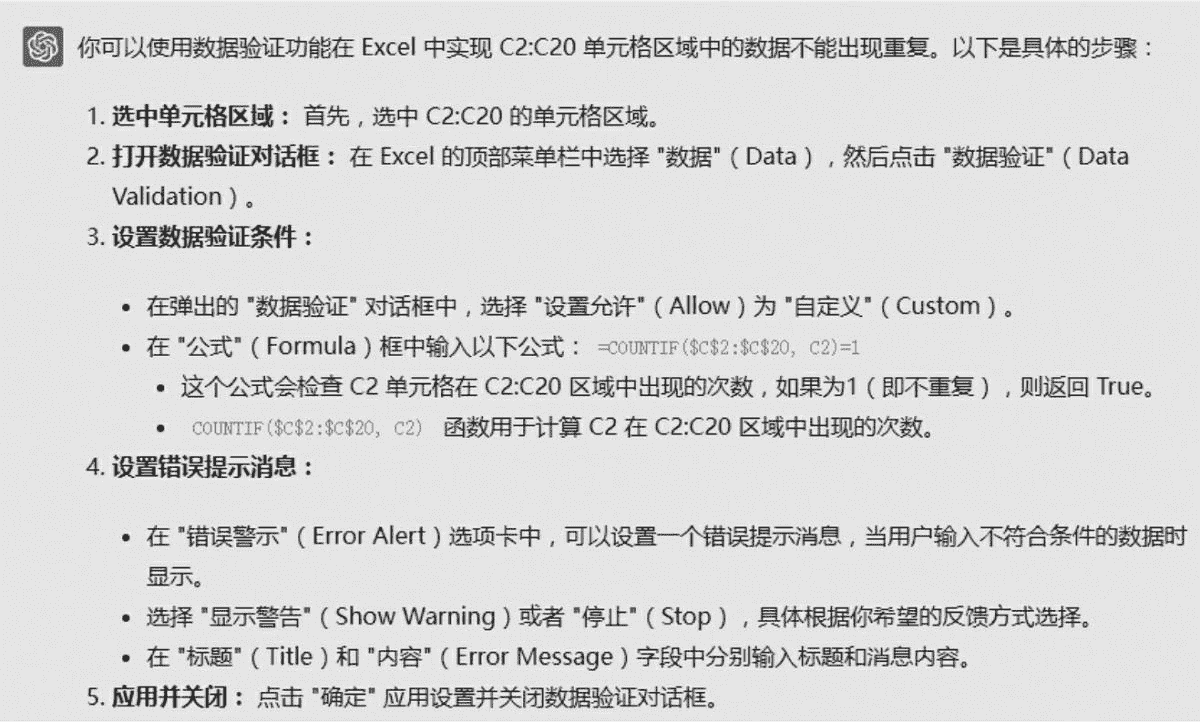 你可以使用数据验证功能在 Excel 中实现 C2:C20 单元格区域中的数据不能出现重复。以下是具体的步骤：
1. 选中单元格区域： 首先，选中 C2:C20 的单元格区域。
2. 打开数据验证对话框： 在 Excel 的顶部菜单栏中选择 "数据"（Data），然后点击 "数据验证"（Data
Validation）。
3. 设置数据验证条件：
• 在弹出的 "数据验证" 对话框中，选择 "设置允许"（Allow）为 "自定义"（Custom）。
• 在 "公式"（Formula）框中输入以下公式： =COUNTIF($C$2:$C$20, C2)=1
• 这个公式会检查 C2 单元格在 C2:C20 区域中出现的次数，如果为1（即不重复），则返回 True。
• COUNTIF($C$2:$C$20, C2) 函数用于计算 C2 在 C2:C20 区域中出现的次数。
4. 设置错误提示消息：
• 在 "错误警示"（Error Alert）选项卡中，可以设置一个错误提示消息，当用户输入不符合条件的数据时
显示。
• 选择 "显示警告"（Show Warning）或者 "停止"（Stop），具体根据你希望的反馈方式选择。
• 在 "标题"（Title）和 "内容"（Error Message）字段中分别输入标题和消息内容。
5. 应用并关闭： 点击 "确定" 应用设置并关闭数据验证对话框。